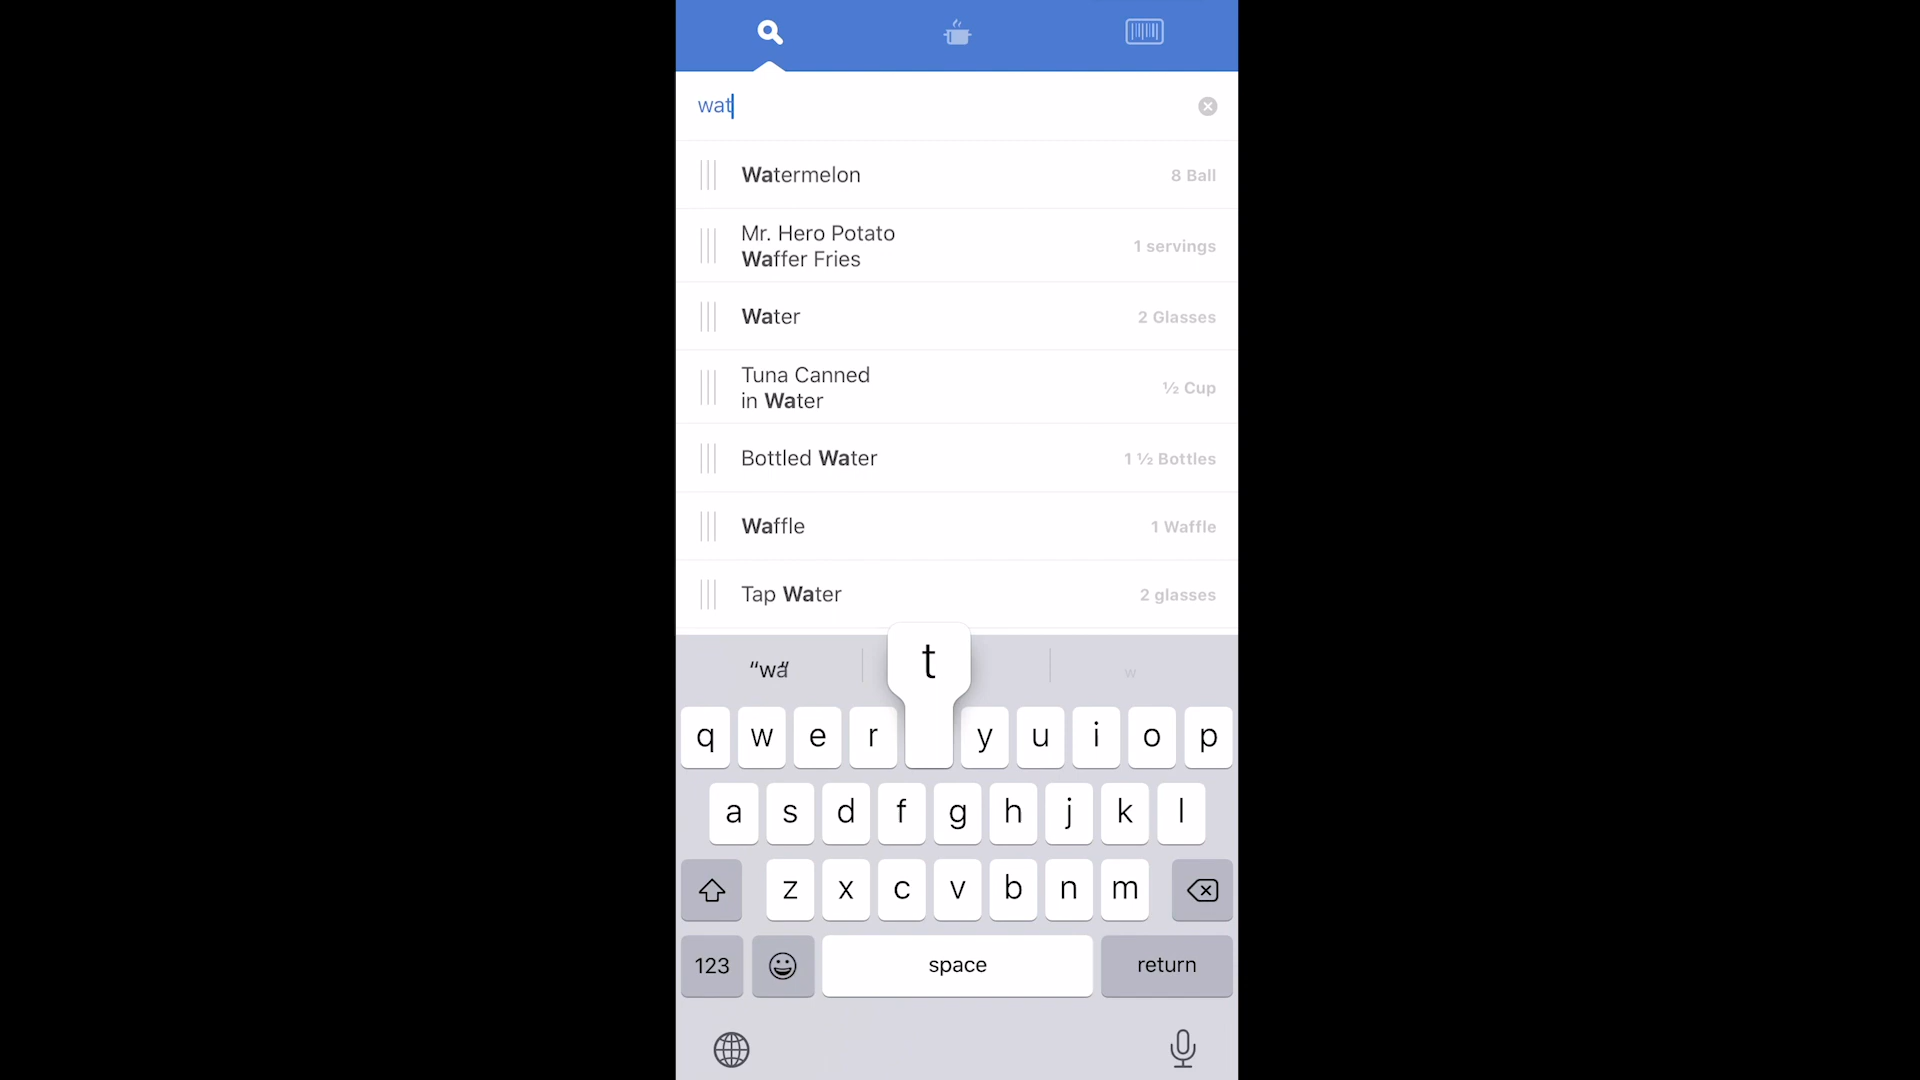 wat
Watermelon 8 Ball
Mr. Hero Potato
Waffer Fries 1 servings
Water 2 Glasses
Tuna Canned
in Water ½ Cup
Bottled Water 1 ½ Bottles
Waffle 1 Waffle
Tap Water 2 glasses
“wa” w
t
q w e r y u i o p
a s d f g h j k l
z x c v b n m
123 space return